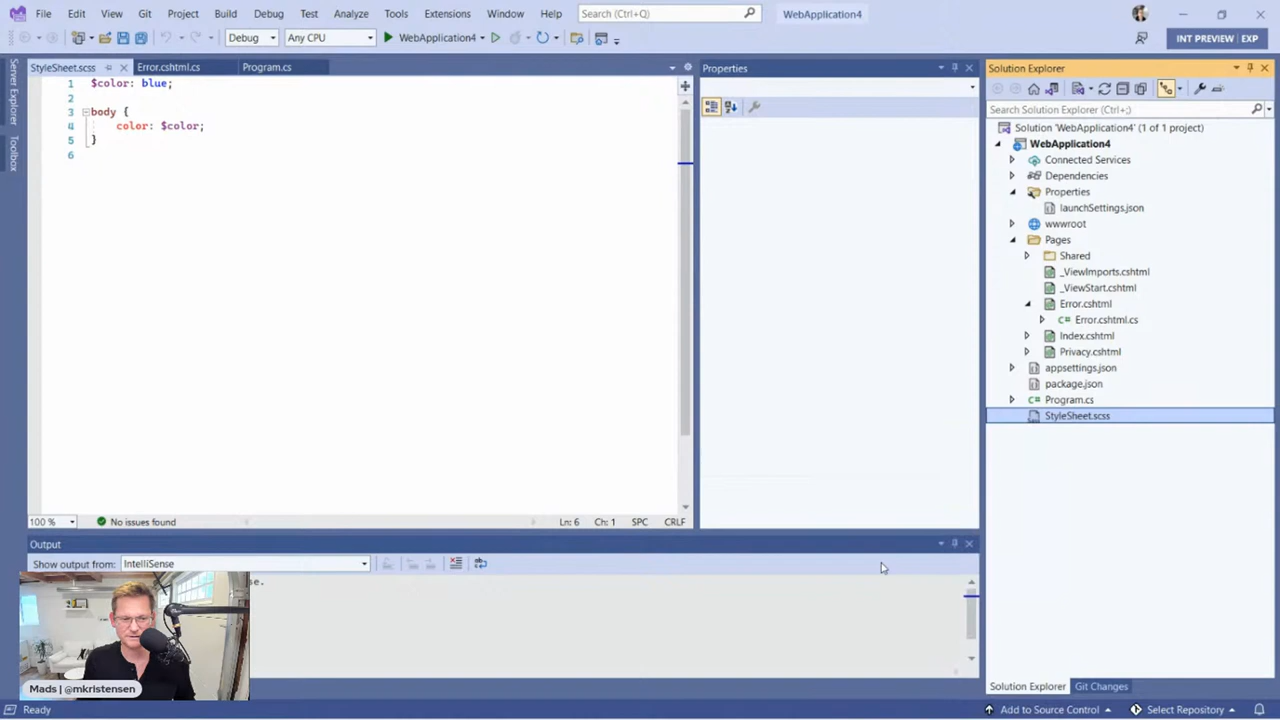 File Edit View Git Project Build Debug Test Analyze Tools Extensions Window Help Search (Ctrl+Q) WebApplication4
Debug Any CPU WebApplication4 INT PREVIEW | EXP
Server Explorer
Toolbox
StyleSheet.scss Error.cshtml.cs Program.cs
1 $color: blue;
2
3 body {
4 color: $color;
5 }
6
100 % No issues found Ln: 6 Ch: 1 SPC CRLF
Properties
Solution Explorer
Search Solution Explorer (Ctrl+;)
Solution 'WebApplication4' (1 of 1 project)
WebApplication4
Connected Services
Dependencies
Properties
launchSettings.json
wwwroot
Pages
Shared
_ViewImports.cshtml
_ViewStart.cshtml
Error.cshtml
C# Error.cshtml.cs
Index.cshtml
Privacy.cshtml
appsettings.json
package.json
C# Program.cs
StyleSheet.scss
Solution Explorer Git Changes
Output
Show output from: IntelliSense
se.
Mads | @mkristensen
Ready Add to Source Control Select Repository